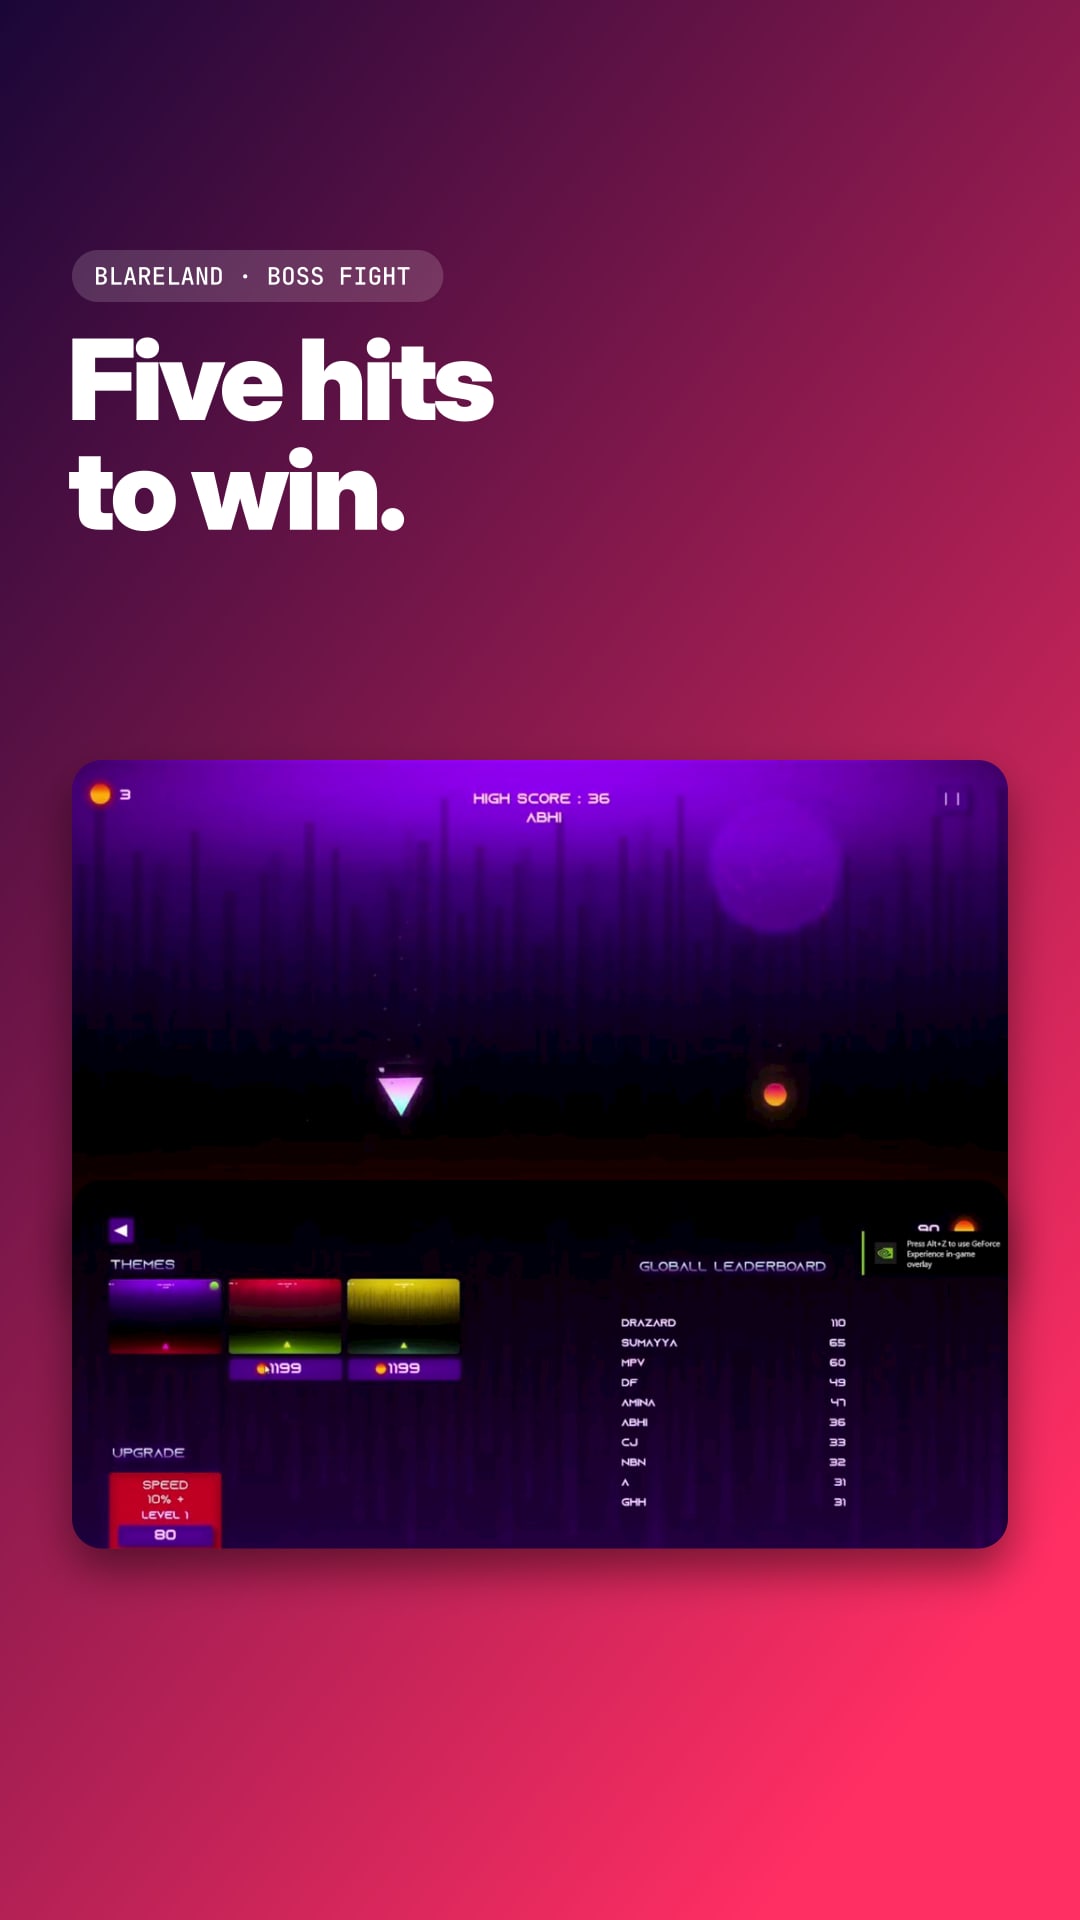 BLARELAND · BOSS FIGHT
Five hits
to win.
3
HIGH SCORE : 36
ABHI
90
Press Alt+Z to use GeForce
Experience in-game
overlay
THEMES
1199
1199
UPGRADE
SPEED
10% +
LEVEL 1
80
GLOBALL LEADERBOARD
DRAZARD 110
SUMAYYA 65
MPV 60
DF 49
AMINA 47
ABHI 36
CJ 33
NBN 32
A 31
GHH 31